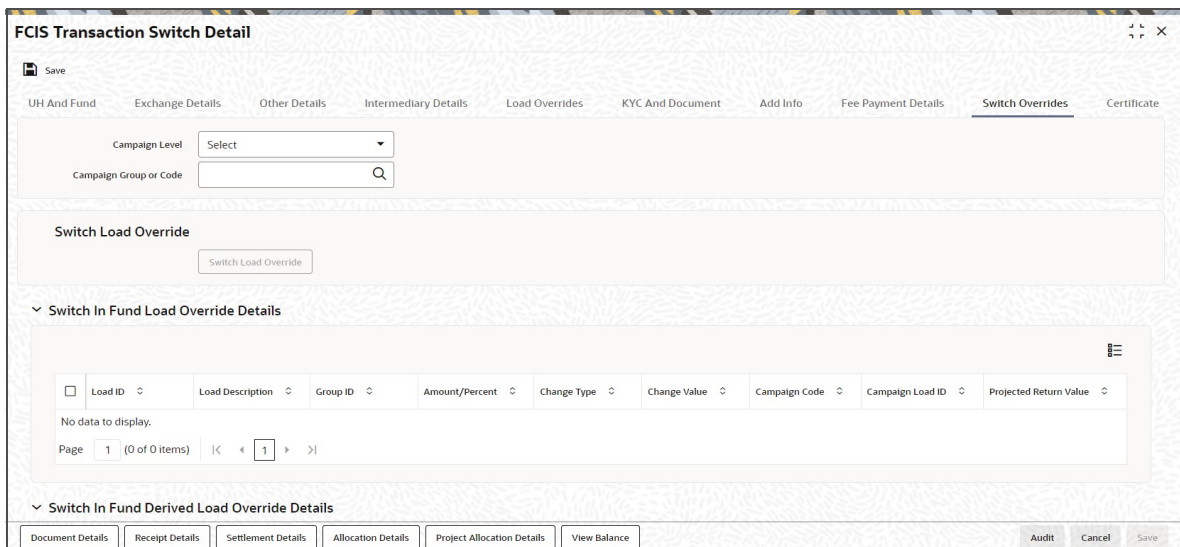 FCIS Transaction Switch Detail
Save
UH And Fund Exchange Details Other Details Intermediary Details Load Overrides KYC And Document Add Info Fee Payment Details Switch Overrides Certificate
Campaign Level Select
Campaign Group or Code
Switch Load Override
Switch Load Override
Switch In Fund Load Override Details
Load ID Load Description Group ID Amount/Percent Change Type Change Value Campaign Code Campaign Load ID Projected Return Value
No data to display.
Page 1 (0 of 0 items) 1
Switch In Fund Derived Load Override Details
Document Details Receipt Details Settlement Details Allocation Details Project Allocation Details View Balance Audit Cancel Save